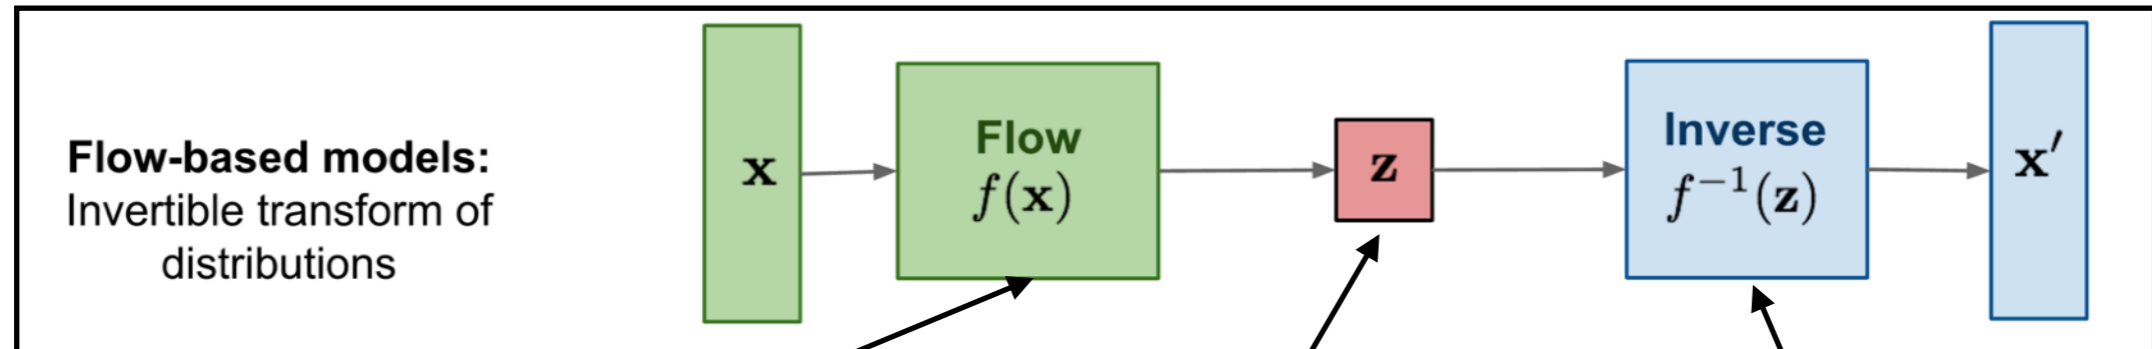 Flow-based models:
Invertible transform of
distributions
x
Flow
f(x)
z
Inverse
f⁻¹(z)
x′